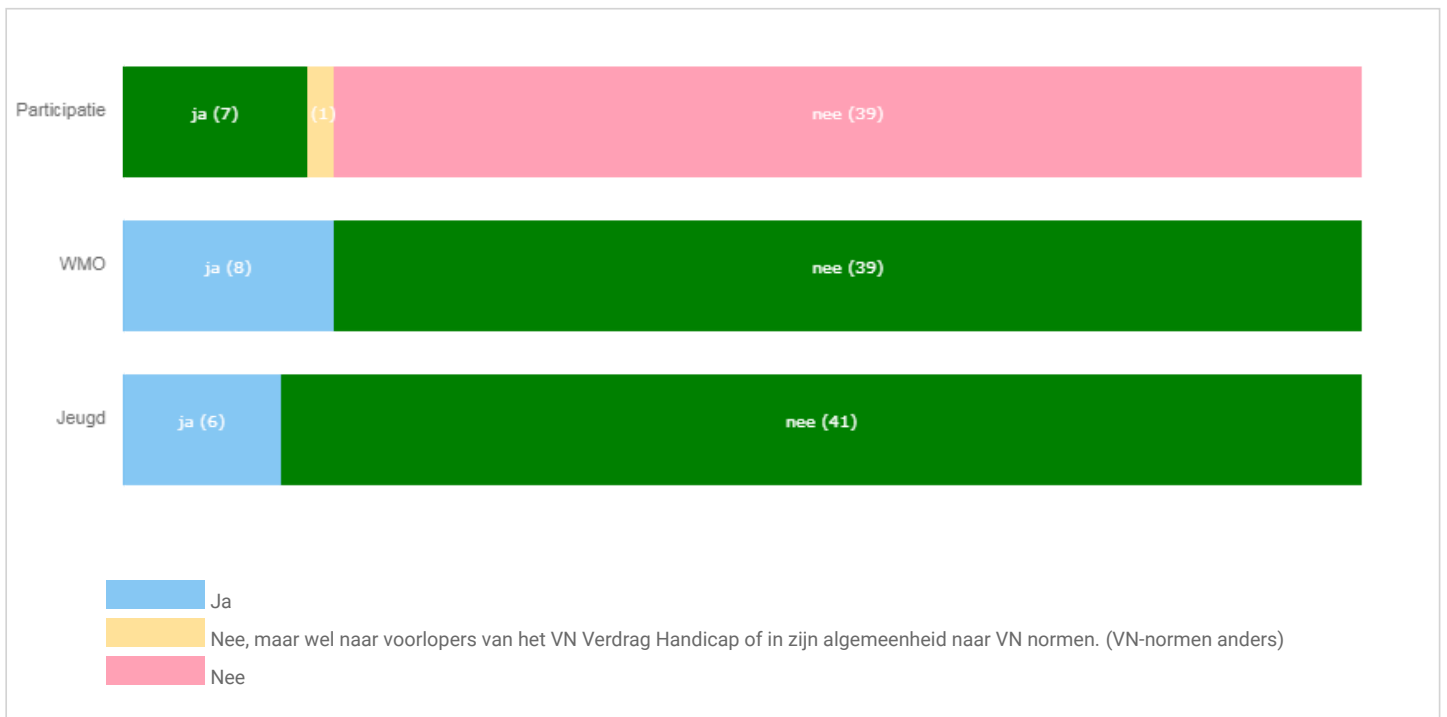 Participatie
ja (7)
(1)
nee (39)
WMO
ja (8)
nee (39)
Jeugd
ja (6)
nee (41)
Ja
Nee, maar wel naar voorlopers van het VN Verdrag Handicap of in zijn algemeenheid naar VN normen. (VN-normen anders)
Nee